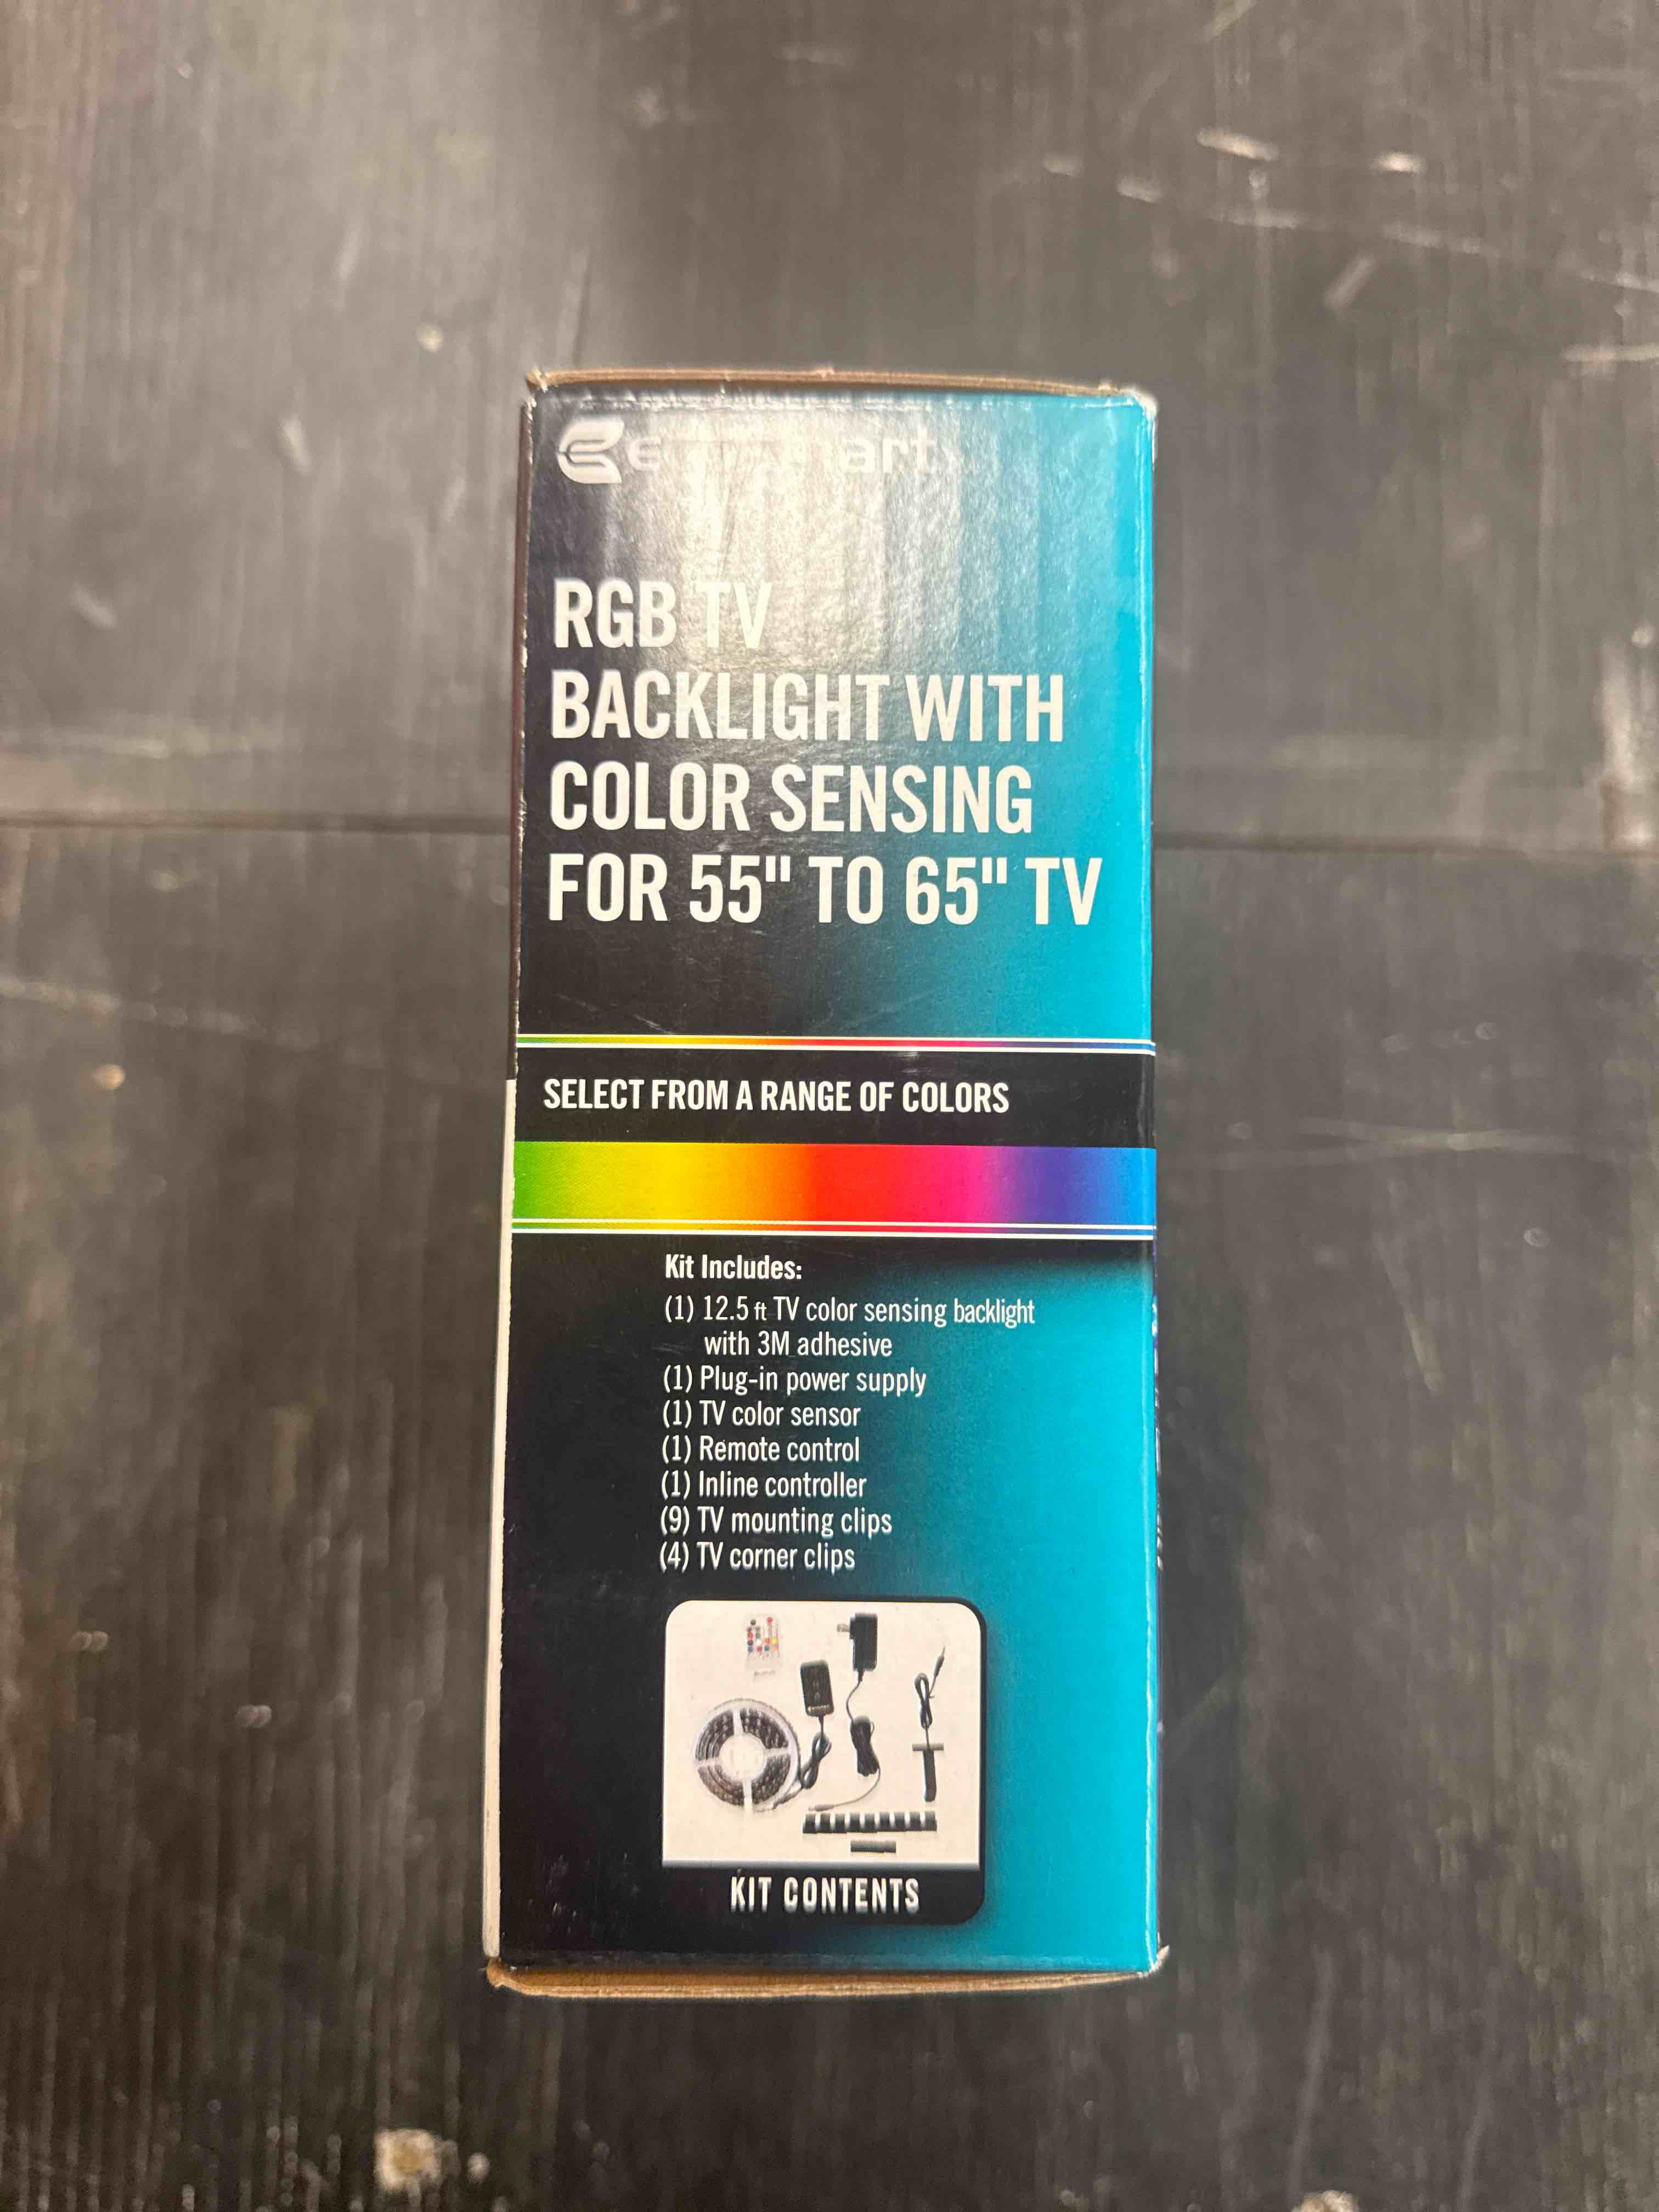 RGB TV
BACKLIGHT WITH
COLOR SENSING
FOR 55" TO 65" TV
SELECT FROM A RANGE OF COLORS
Kit Includes:
(1) 12.5 ft TV color sensing backlight
with 3M adhesive
(1) Plug-in power supply
(1) TV color sensor
(1) Remote control
(1) Inline controller
(9) TV mounting clips
(4) TV corner clips
KIT CONTENTS